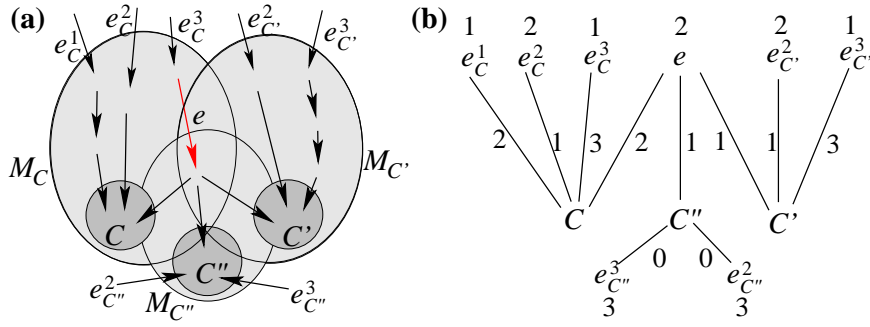 (a)
e_C^1 e_C^2 e_C^3 e_{C'}^2 e_{C'}^3
e
M_C M_{C'}
C C'
C''
e_{C''}^2 M_{C''} e_{C''}^3
(b)
1 2 1 2 2 1
e_C^1 e_C^2 e_C^3 e e_{C'}^2 e_{C'}^3
2 1 3 2 1 1 1 3
C C'' C'
0 0
e_{C''}^3 e_{C''}^2
3 3